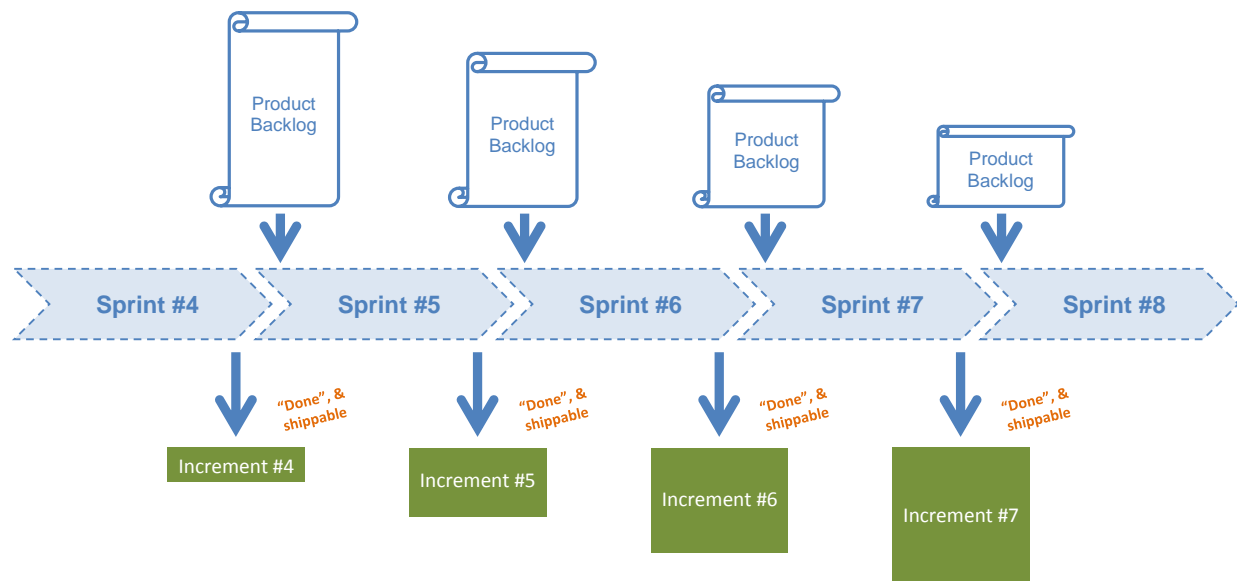 Product
Backlog
Product
Backlog
Product
Backlog
Product
Backlog
Sprint #4
Sprint #5
Sprint #6
Sprint #7
Sprint #8
“Done”, &
shippable
“Done”, &
shippable
“Done”, &
shippable
“Done”, &
shippable
Increment #4
Increment #5
Increment #6
Increment #7